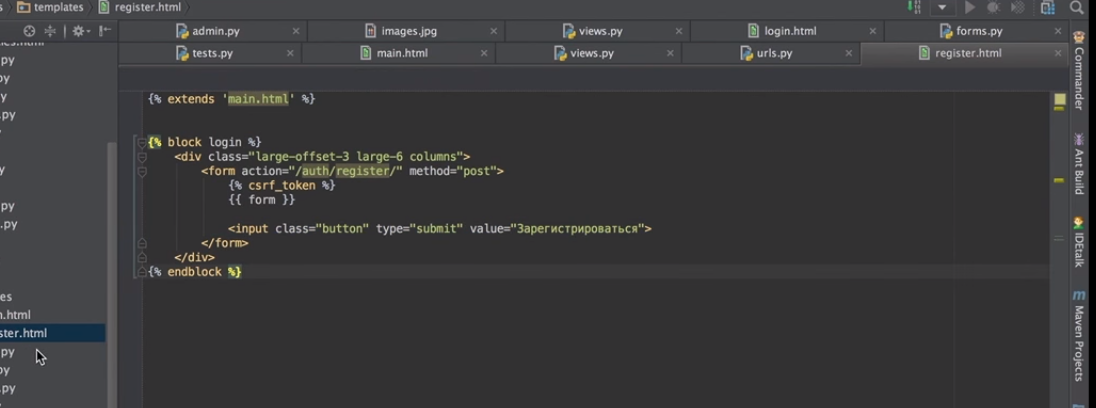 templates register.html
admin.py images.jpg views.py login.html forms.py
tests.py main.html views.py urls.py register.html
{% extends 'main.html' %}
{% block login %}
<div class="large-offset-3 large-6 columns">
<form action="/auth/register/" method="post">
{% csrf_token %}
{{ form }}
<input class="button" type="submit" value="Зарегистрироваться">
</form>
</div>
{% endblock %}
.py
.py
.py
.py
es
n.html
ster.html
.py
.py
.py
Commander
Ant Build
IDEtalk
Maven Projects